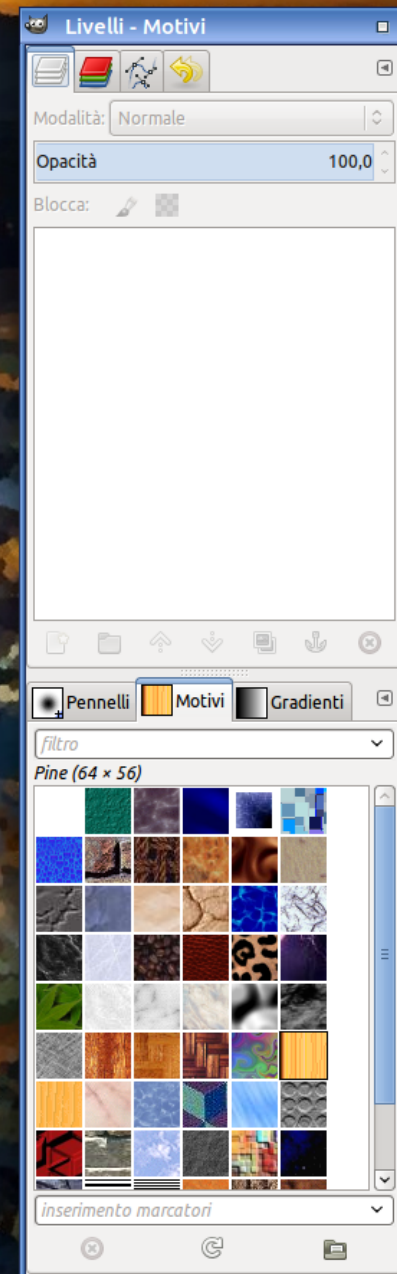 Livelli - Motivi
Modalità: Normale
Opacità 100,0
Blocca:
Pennelli Motivi Gradienti
filtro
Pine (64 × 56)
inserimento marcatori